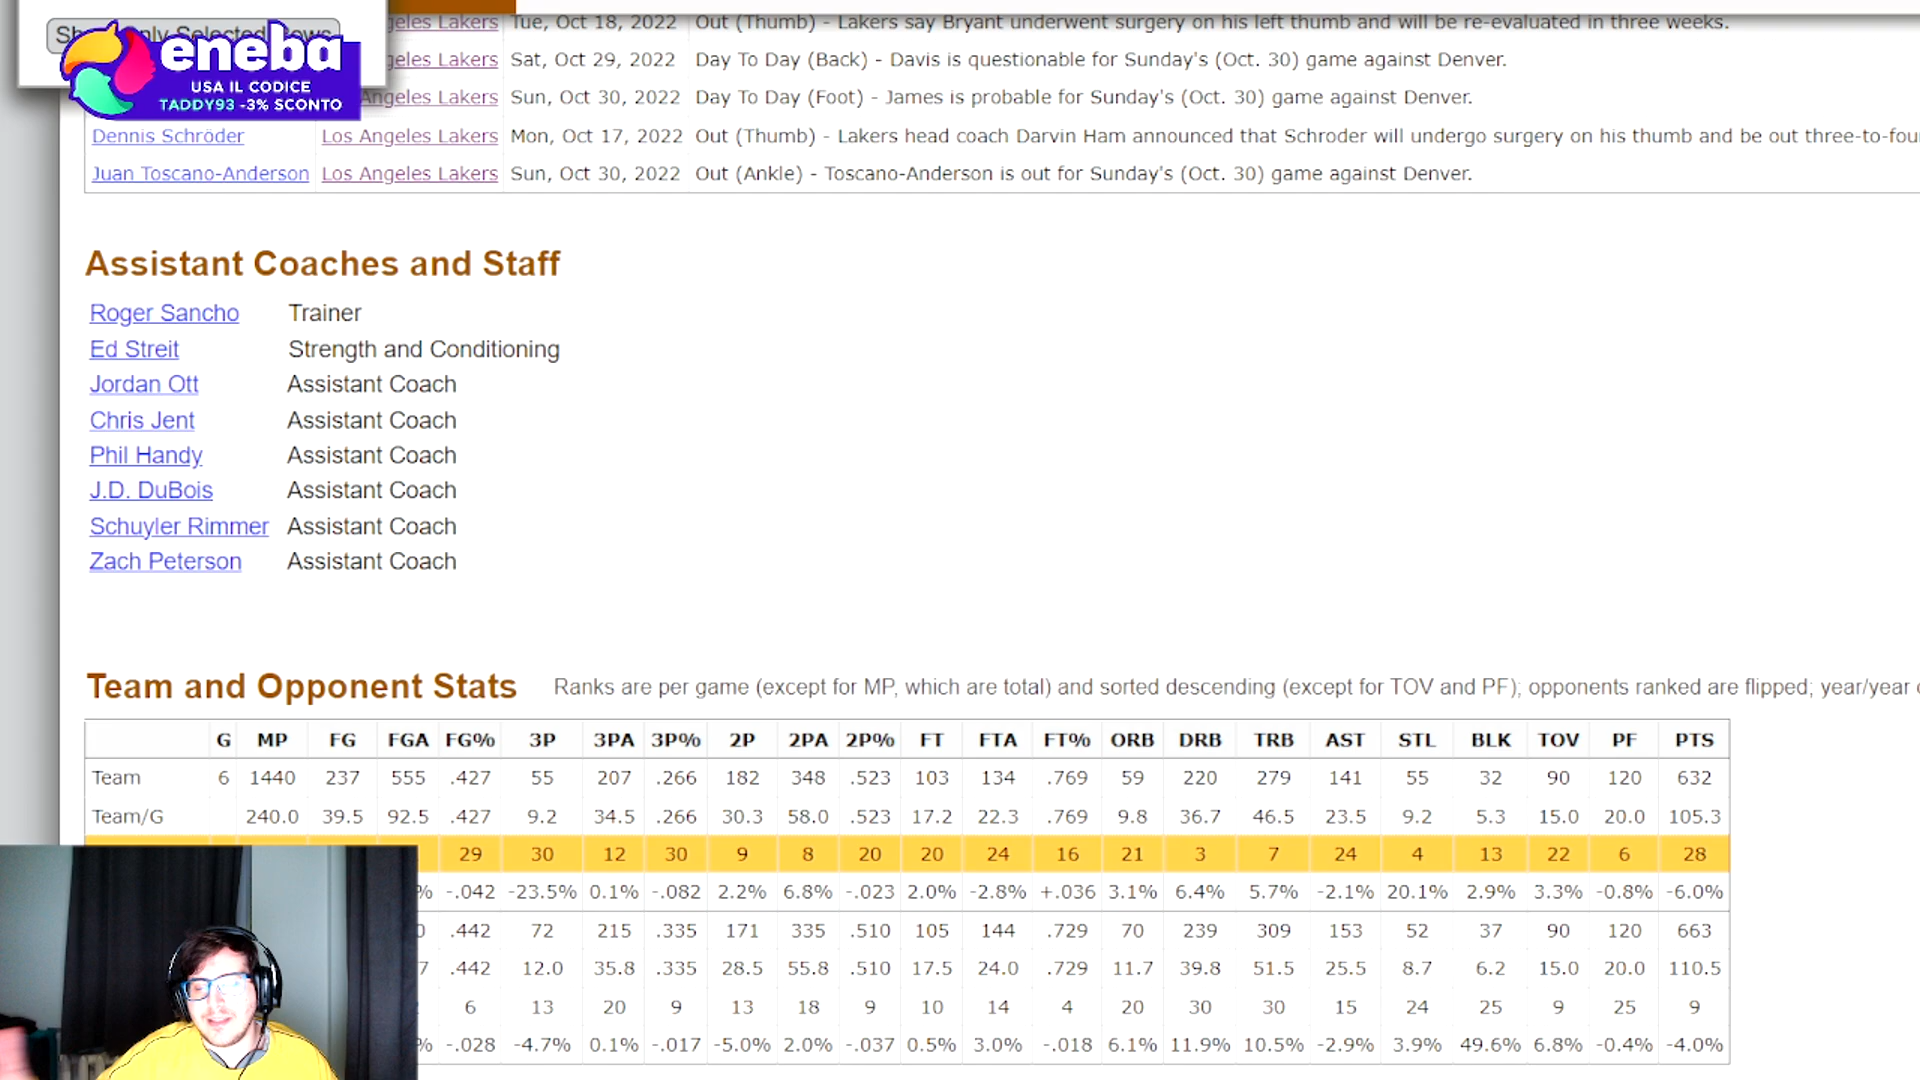 Angeles Lakers Tue, Oct 18, 2022 Out (Thumb) - Lakers say Bryant underwent surgery on his left thumb and will be re-evaluated in three weeks.
Show Only Selected Rows
eneba
USA IL CODICE
TADDY93 -3% SCONTO
geles Lakers Sat, Oct 29, 2022 Day To Day (Back) - Davis is questionable for Sunday's (Oct. 30) game against Denver.
Angeles Lakers Sun, Oct 30, 2022 Day To Day (Foot) - James is probable for Sunday's (Oct. 30) game against Denver.
Dennis Schröder Los Angeles Lakers Mon, Oct 17, 2022 Out (Thumb) - Lakers head coach Darvin Ham announced that Schroder will undergo surgery on his thumb and be out three-to-fou
Juan Toscano-Anderson Los Angeles Lakers Sun, Oct 30, 2022 Out (Ankle) - Toscano-Anderson is out for Sunday's (Oct. 30) game against Denver.
Assistant Coaches and Staff
Roger Sancho Trainer
Ed Streit Strength and Conditioning
Jordan Ott Assistant Coach
Chris Jent Assistant Coach
Phil Handy Assistant Coach
J.D. DuBois Assistant Coach
Schuyler Rimmer Assistant Coach
Zach Peterson Assistant Coach
Team and Opponent Stats Ranks are per game (except for MP, which are total) and sorted descending (except for TOV and PF); opponents ranked are flipped; year/year
G MP FG FGA FG% 3P 3PA 3P% 2P 2PA 2P% FT FTA FT% ORB DRB TRB AST STL BLK TOV PF PTS
Team 6 1440 237 555 .427 55 207 .266 182 348 .523 103 134 .769 59 220 279 141 55 32 90 120 632
Team/G 240.0 39.5 92.5 .427 9.2 34.5 .266 30.3 58.0 .523 17.2 22.3 .769 9.8 36.7 46.5 23.5 9.2 5.3 15.0 20.0 105.3
29 30 12 30 9 8 20 20 24 16 21 3 7 24 4 13 22 6 28
% -.042 -23.5% 0.1% -.082 2.2% 6.8% -.023 2.0% -2.8% +.036 3.1% 6.4% 5.7% -2.1% 20.1% 2.9% 3.3% -0.8% -6.0%
0 .442 72 215 .335 171 335 .510 105 144 .729 70 239 309 153 52 37 90 120 663
7 .442 12.0 35.8 .335 28.5 55.8 .510 17.5 24.0 .729 11.7 39.8 51.5 25.5 8.7 6.2 15.0 20.0 110.5
6 13 20 9 13 18 9 10 14 4 20 30 30 15 24 25 9 25 9
% -.028 -4.7% 0.1% -.017 -5.0% 2.0% -.037 0.5% 3.0% -.018 6.1% 11.9% 10.5% -2.9% 3.9% 49.6% 6.8% -0.4% -4.0%